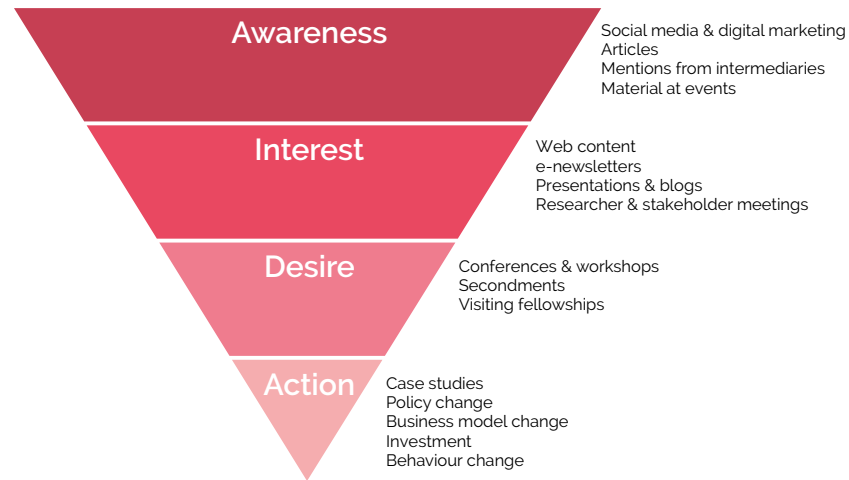 Awareness
Social media & digital marketing
Articles
Mentions from intermediaries
Material at events
Interest
Web content
e-newsletters
Presentations & blogs
Researcher & stakeholder meetings
Desire
Conferences & workshops
Secondments
Visiting fellowships
Action
Case studies
Policy change
Business model change
Investment
Behaviour change